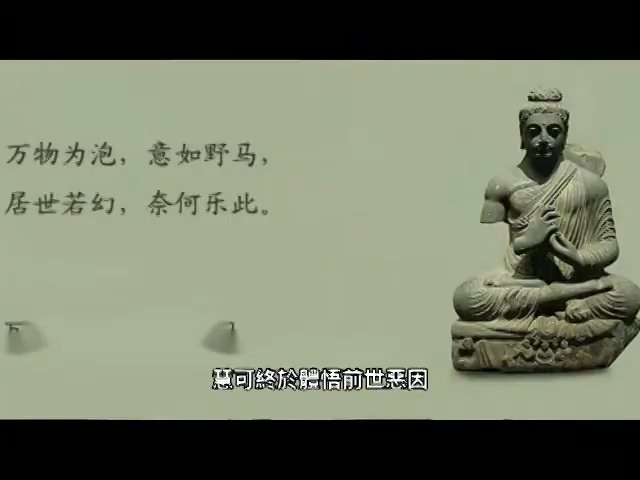 万物为泡，意如野马，
居世若幻，奈何乐此。
慧可終於體悟前世惡因